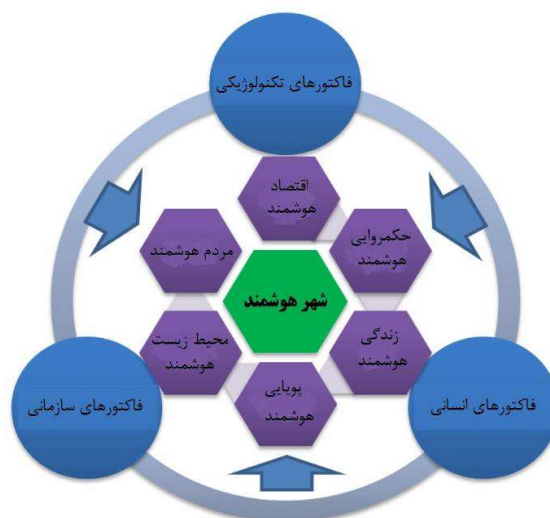 فاکتورهای تکنولوژیکی
اقتصاد
هوشمند
حکمروایی
هوشمند
مردم هوشمند
شهر هوشمند
زندگی
هوشمند
محیط زیست
هوشمند
پویایی
هوشمند
فاکتورهای انسانی
فاکتورهای سازمانی